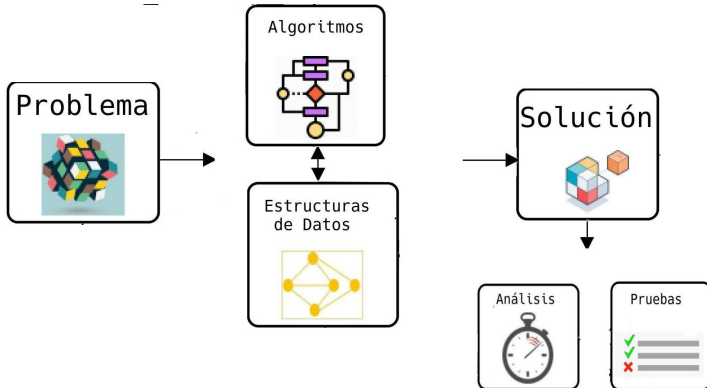 Problema
Algoritmos
Estructuras
de Datos
Solución
Análisis
Pruebas